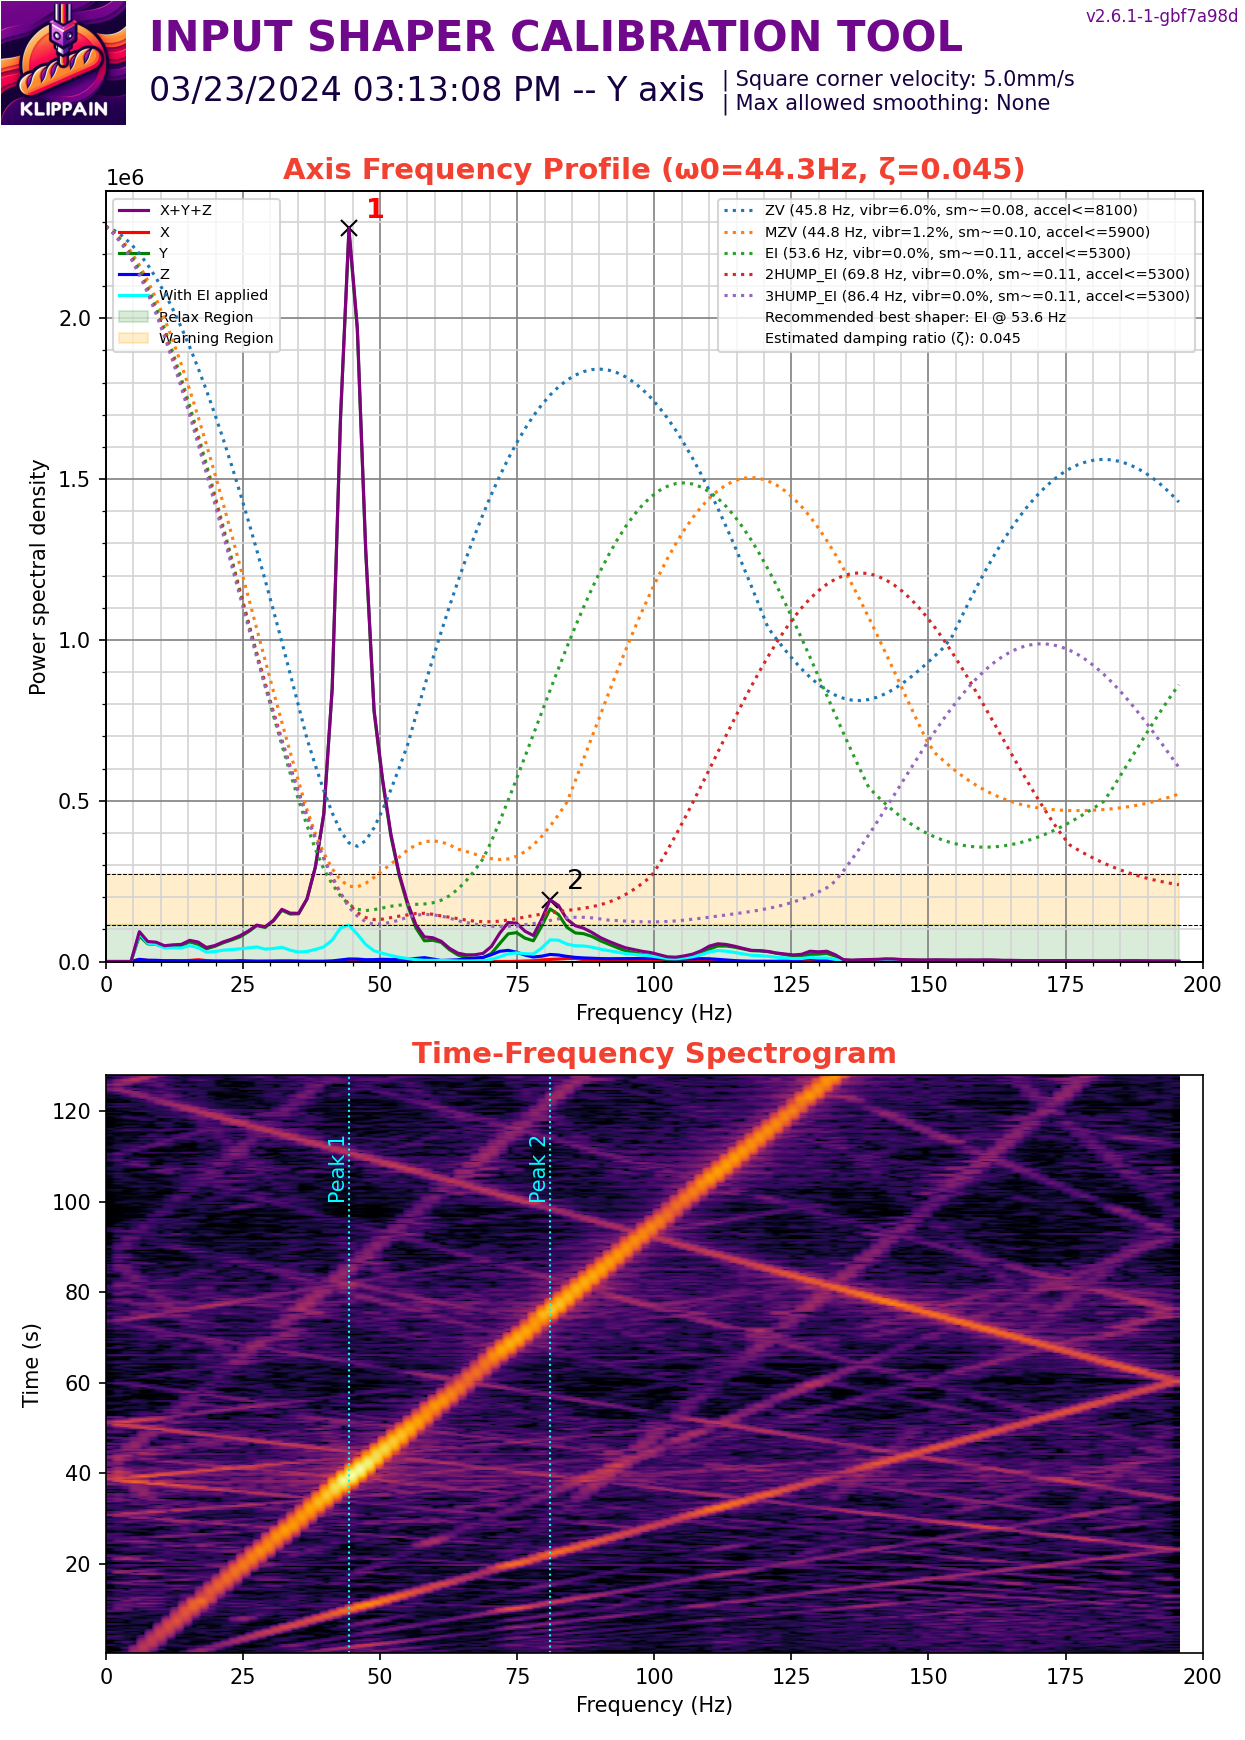 v2.6.1-1-gbf7a98d
KLIPPAIN
INPUT SHAPER CALIBRATION TOOL
03/23/2024 03:13:08 PM -- Y axis
| Square corner velocity: 5.0mm/s
| Max allowed smoothing: None
Axis Frequency Profile (ω0=44.3Hz, ζ=0.045)
1e6
X+Y+Z
X
Y
Z
With EI applied
Relax Region
Warning Region
1
ZV (45.8 Hz, vibr=6.0%, sm~=0.08, accel<=8100)
MZV (44.8 Hz, vibr=1.2%, sm~=0.10, accel<=5900)
EI (53.6 Hz, vibr=0.0%, sm~=0.11, accel<=5300)
2HUMP_EI (69.8 Hz, vibr=0.0%, sm~=0.11, accel<=5300)
3HUMP_EI (86.4 Hz, vibr=0.0%, sm~=0.11, accel<=5300)
Recommended best shaper: EI @ 53.6 Hz
Estimated damping ratio (ζ): 0.045
2.0
1.5
1.0
0.5
0.0
Power spectral density
2
0 25 50 75 100 125 150 175 200
Frequency (Hz)
Time-Frequency Spectrogram
120
100
80
60
40
20
Time (s)
Peak 1
Peak 2
0 25 50 75 100 125 150 175 200
Frequency (Hz)